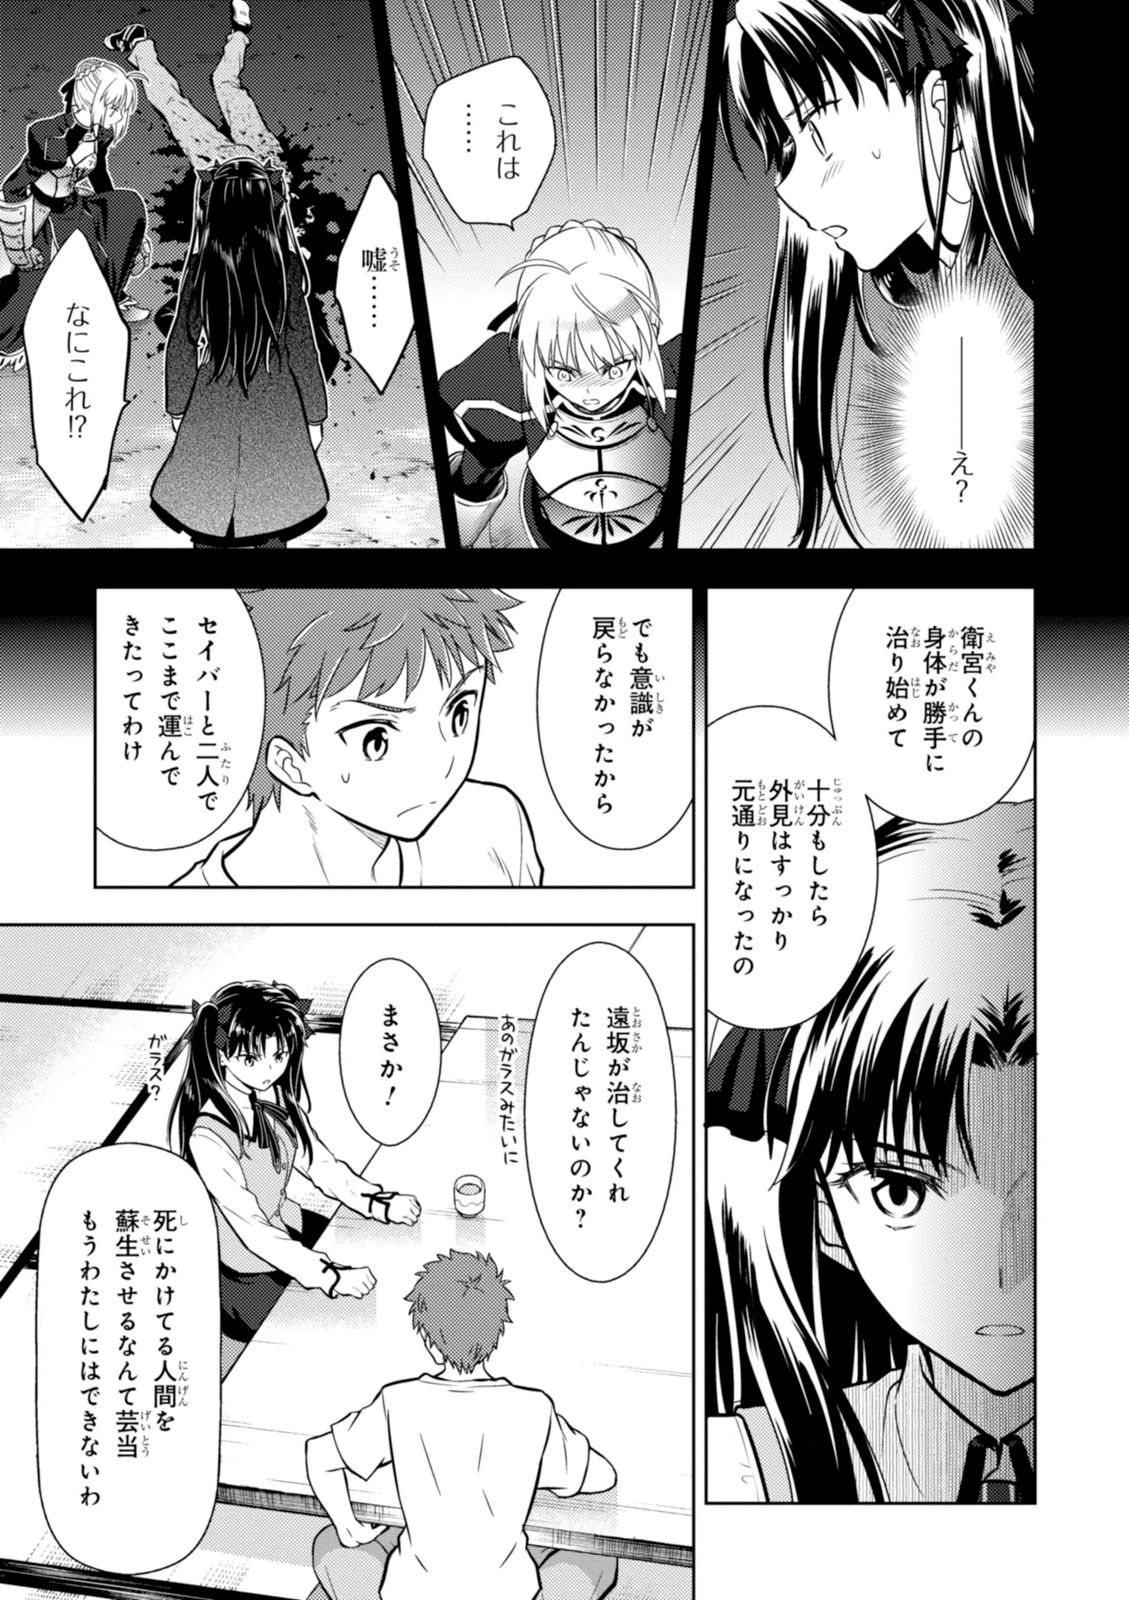 ――え？
これは
……
嘘……
なにこれ!?
衛宮くんの
身体が勝手に
治り始めて
十分もしたら
外見はすっかり
元通りになったの
でも意識が
戻らなかったから
セイバーと二人で
ここまで運んで
きたってわけ
遠坂が治してくれ
たんじゃないのか？
あのガラスみたいに
まさか！
ガラス？
死にかけてる人間を
蘇生させるなんて芸当
もうわたしにはできないわ